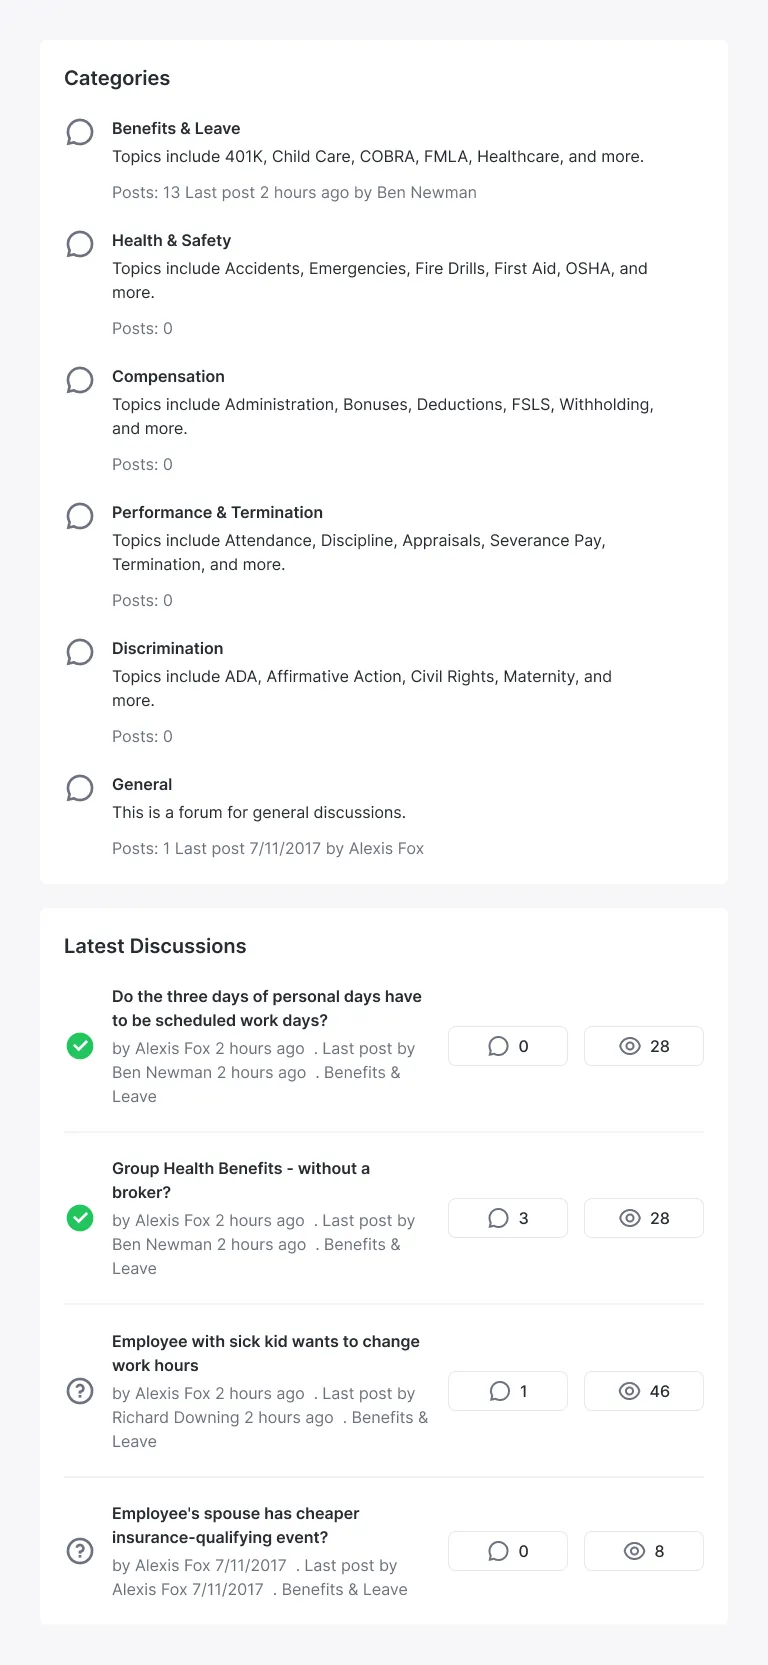 Categories
Benefits & Leave
Topics include 401K, Child Care, COBRA, FMLA, Healthcare, and more.
Posts: 13 Last post 2 hours ago by Ben Newman
Health & Safety
Topics include Accidents, Emergencies, Fire Drills, First Aid, OSHA, and
more.
Posts: 0
Compensation
Topics include Administration, Bonuses, Deductions, FSLS, Withholding,
and more.
Posts: 0
Performance & Termination
Topics include Attendance, Discipline, Appraisals, Severance Pay,
Termination, and more.
Posts: 0
Discrimination
Topics include ADA, Affirmative Action, Civil Rights, Maternity, and
more.
Posts: 0
General
This is a forum for general discussions.
Posts: 1 Last post 7/11/2017 by Alexis Fox
Latest Discussions
Do the three days of personal days have
to be scheduled work days?
by Alexis Fox 2 hours ago . Last post by
Ben Newman 2 hours ago . Benefits &
Leave
0
28
Group Health Benefits - without a
broker?
by Alexis Fox 2 hours ago . Last post by
Ben Newman 2 hours ago . Benefits &
Leave
3
28
Employee with sick kid wants to change
work hours
by Alexis Fox 2 hours ago . Last post by
Richard Downing 2 hours ago . Benefits &
Leave
1
46
Employee's spouse has cheaper
insurance-qualifying event?
by Alexis Fox 7/11/2017 . Last post by
Alexis Fox 7/11/2017 . Benefits & Leave
0
8